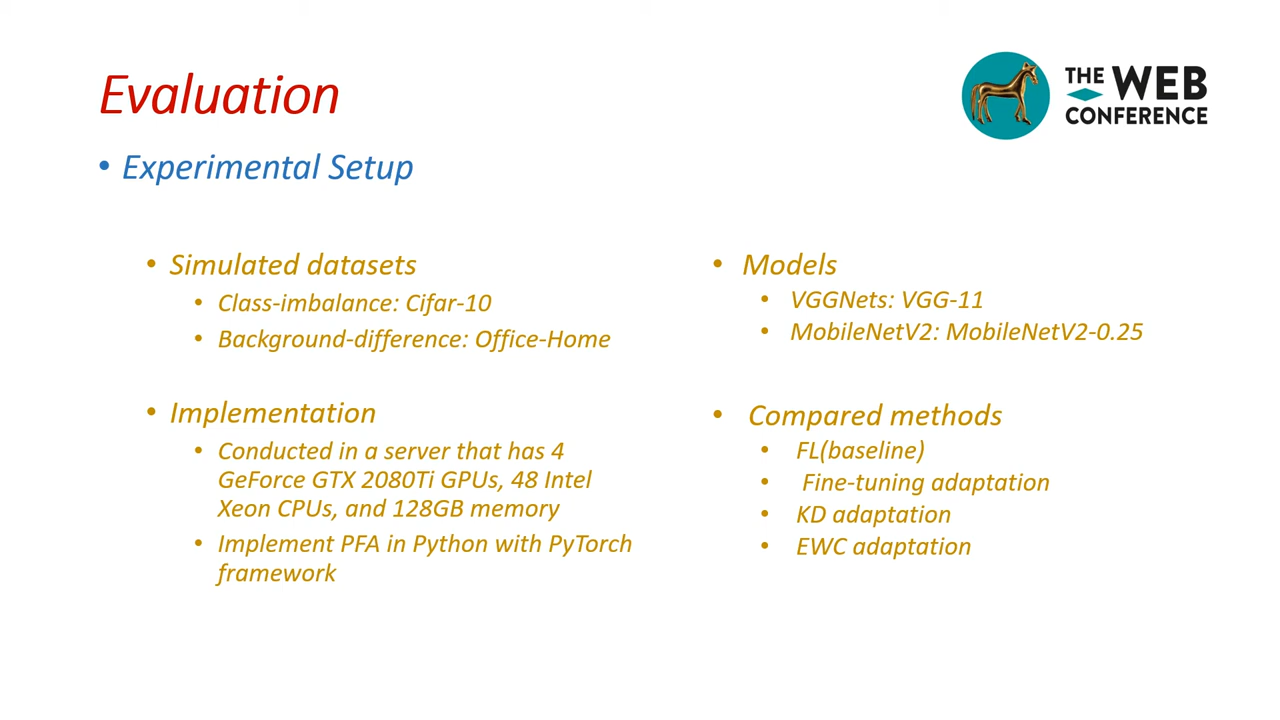 Evaluation
THE WEB
CONFERENCE
• Experimental Setup
• Simulated datasets
• Class-imbalance: Cifar-10
• Background-difference: Office-Home
• Implementation
• Conducted in a server that has 4
GeForce GTX 2080Ti GPUs, 48 Intel
Xeon CPUs, and 128GB memory
• Implement PFA in Python with PyTorch
framework
• Models
• VGGNets: VGG-11
• MobileNetV2: MobileNetV2-0.25
• Compared methods
• FL(baseline)
• Fine-tuning adaptation
• KD adaptation
• EWC adaptation